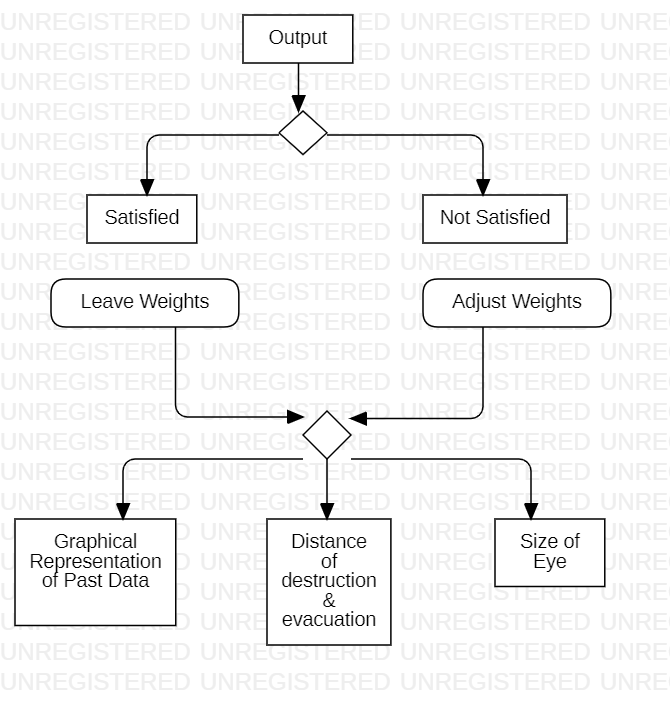 UNREGISTERED UNREGISTERED UNREGISTERED UNRE
Output
Satisfied
Not Satisfied
Leave Weights
Adjust Weights
Graphical
Representation
of Past Data
Distance
of
destruction
&
evacuation
Size of
Eye